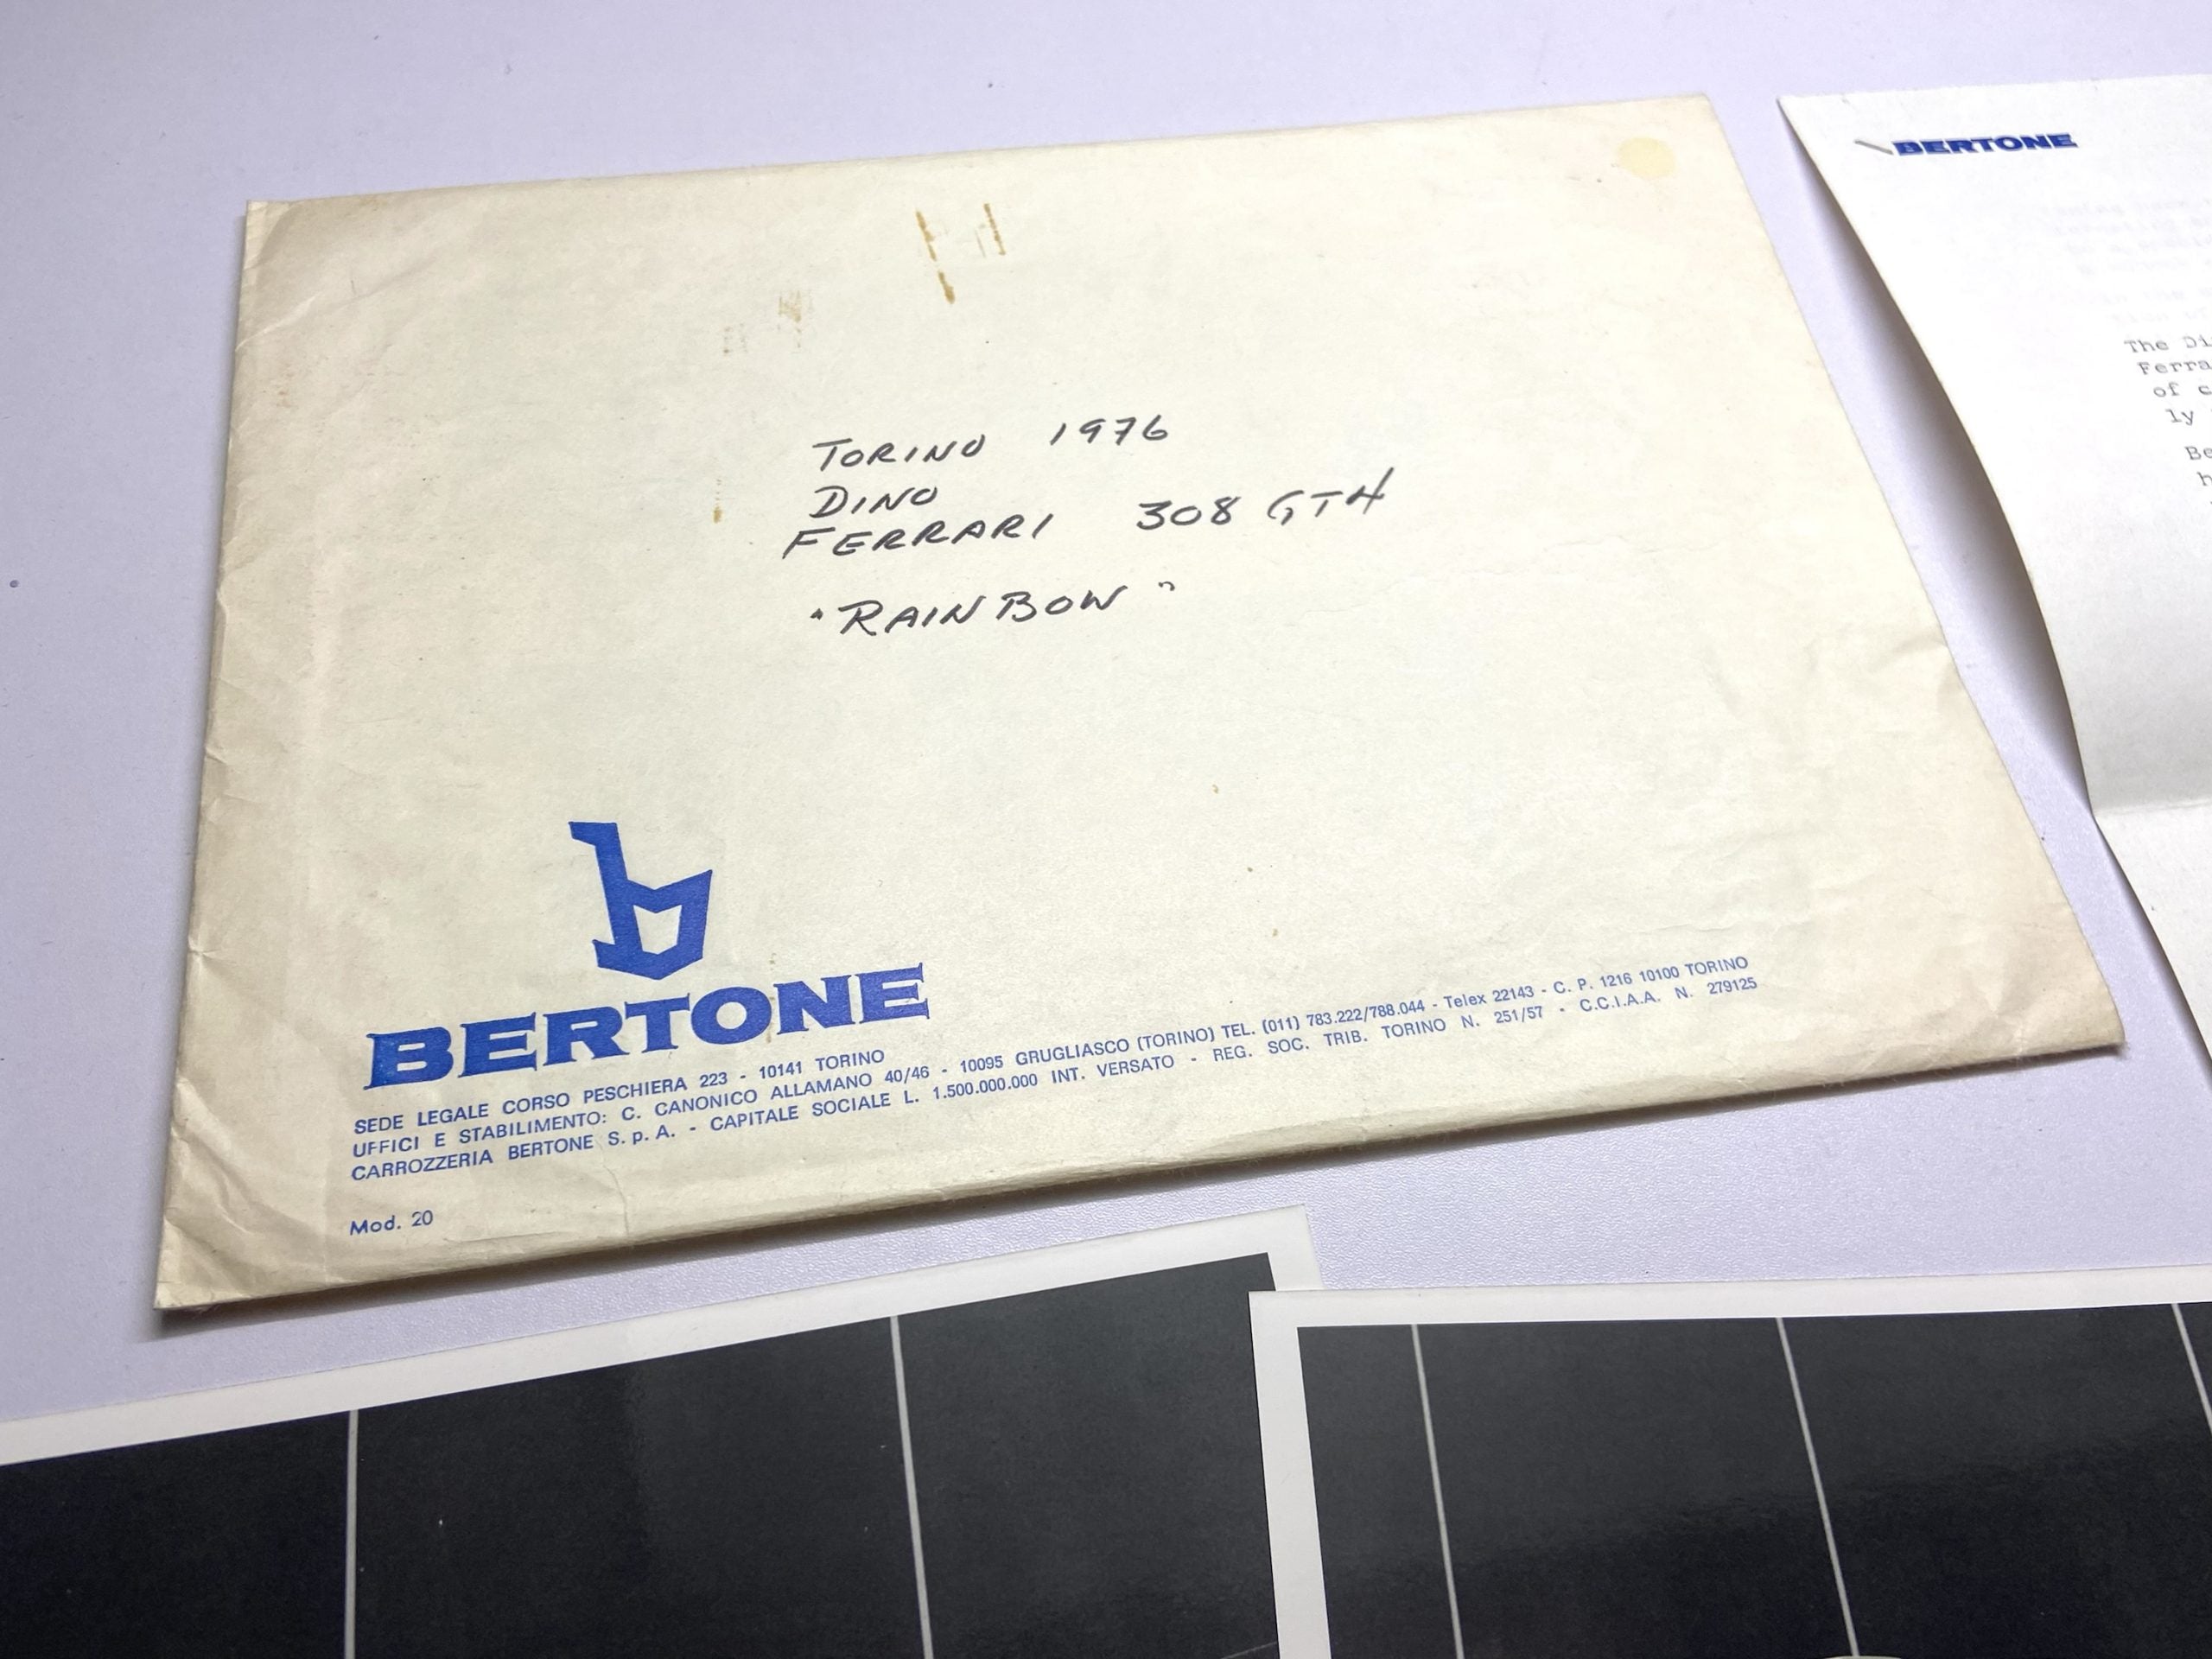 TORINO 1976
DINO
FERRARI 308 GTH
"RAINBOW"
b
BERTONE
SEDE LEGALE CORSO PESCHIERA 223 - 10141 TORINO
UFFICI E STABILIMENTO: C. CANONICO ALLAMANO 40/46 - 10095 GRUGLIASCO (TORINO) TEL. (011) 783.222/788.044 - Telex 22143 - C. P. 1216 10100 TORINO
CARROZZERIA BERTONE S.p.A. - CAPITALE SOCIALE L. 1.500.000.000 INT. VERSATO - REG. SOC. TRIB. TORINO N. 251/57 - C.C.I.A.A. N. 279125
Mod. 20
BERTONE
The Di
Ferra
of c
ly
Be
h